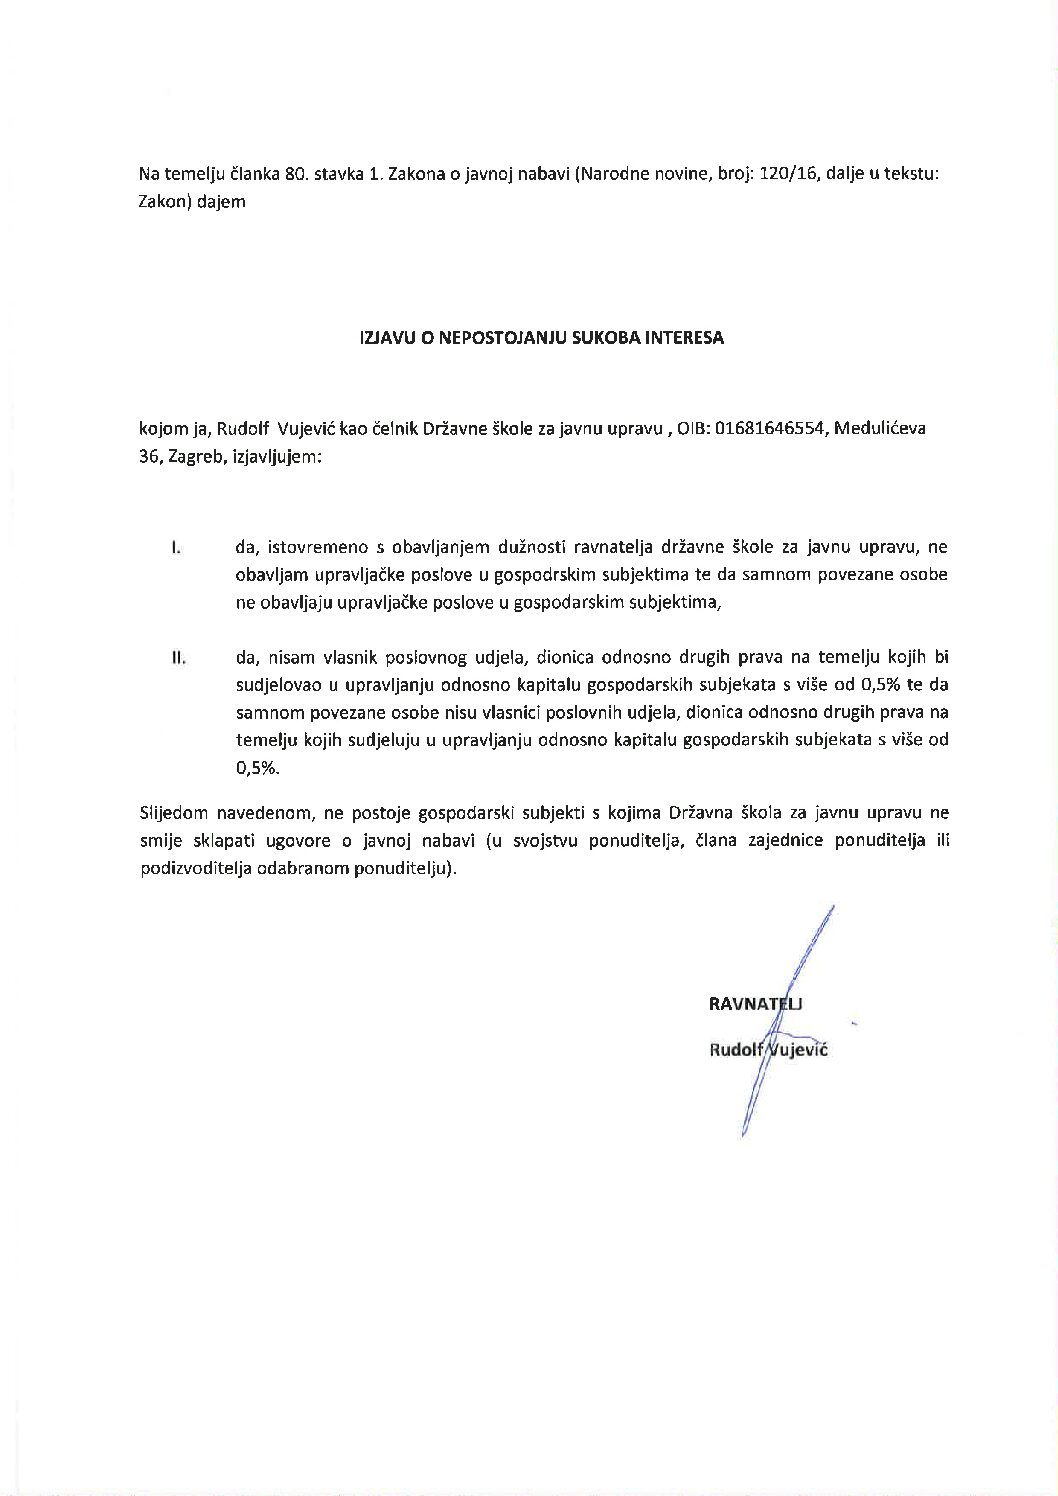 Na temelju članka 80. stavka 1. Zakona o javnoj nabavi (Narodne novine, broj: 120/16, dalje u tekstu:
Zakon) dajem
IZJAVU O NEPOSTOJANJU SUKOBA INTERESA
kojom ja, Rudolf Vujević kao čelnik Državne škole za javnu upravu , OIB: 01681646554, Medulićeva
36, Zagreb, izjavljujem:
I. da, istovremeno s obavljanjem dužnosti ravnatelja državne škole za javnu upravu, ne
obavljam upravljačke poslove u gospodrskim subjektima te da samnom povezane osobe
ne obavljaju upravljačke poslove u gospodarskim subjektima,
II. da, nisam vlasnik poslovnog udjela, dionica odnosno drugih prava na temelju kojih bi
sudjelovao u upravljanju odnosno kapitalu gospodarskih subjekata s više od 0,5% te da
samnom povezane osobe nisu vlasnici poslovnih udjela, dionica odnosno drugih prava na
temelju kojih sudjeluju u upravljanju odnosno kapitalu gospodarskih subjekata s više od
0,5%.
Slijedom navedenom, ne postoje gospodarski subjekti s kojima Državna škola za javnu upravu ne
smije sklapati ugovore o javnoj nabavi (u svojstvu ponuditelja, člana zajednice ponuditelja ili
podizvoditelja odabranom ponuditelju).
RAVNATELJ
Rudolf Vujević